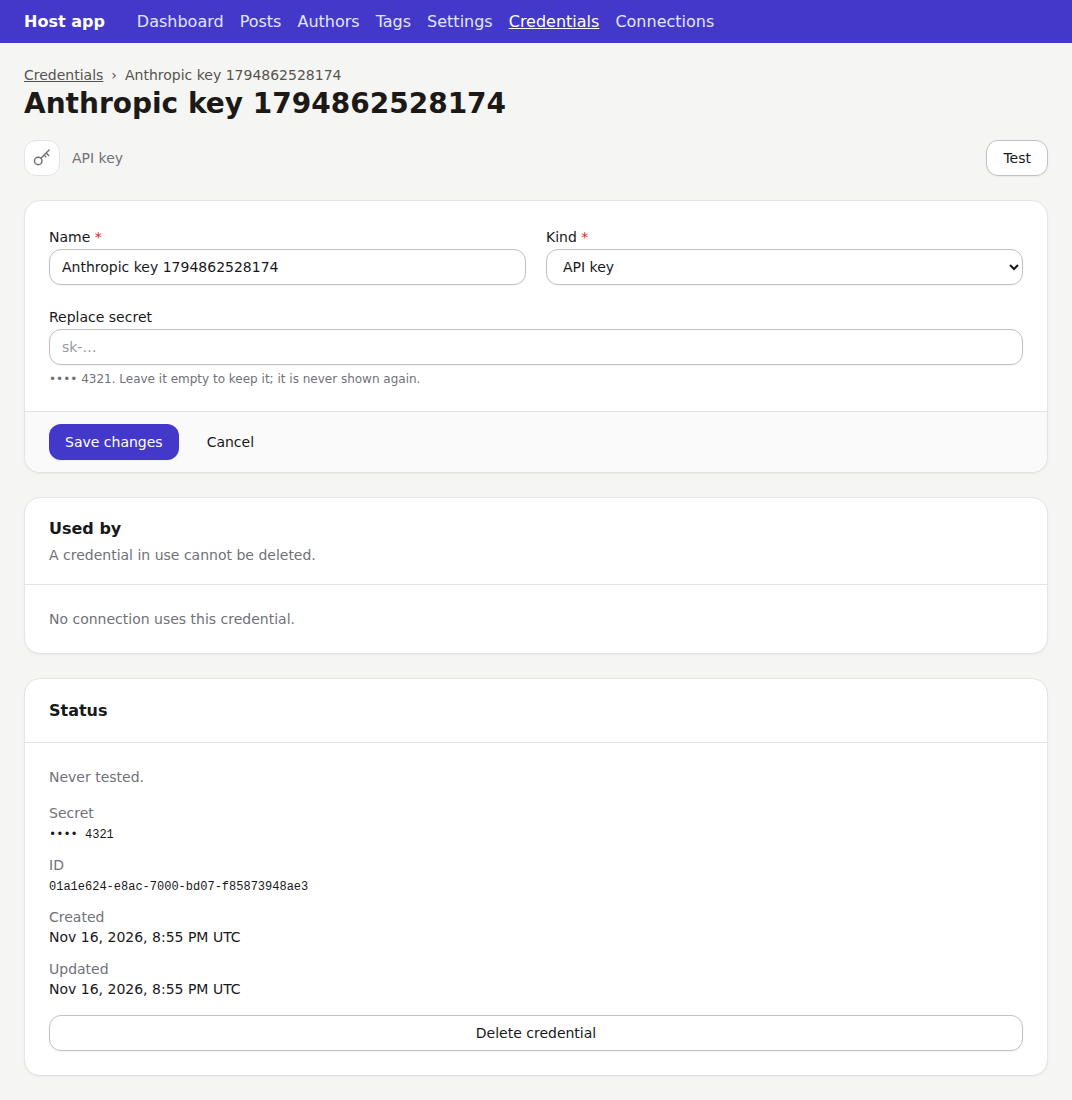 Host app Dashboard Posts Authors Tags Settings Credentials Connections
Credentials › Anthropic key 1794862528174
Anthropic key 1794862528174
API key Test
Name * Kind *
Anthropic key 1794862528174 API key
Replace secret
sk-…
•••• 4321. Leave it empty to keep it; it is never shown again.
Save changes Cancel
Used by
A credential in use cannot be deleted.
No connection uses this credential.
Status
Never tested.
Secret
•••• 4321
ID
01a1e624-e8ac-7000-bd07-f85873948ae3
Created
Nov 16, 2026, 8:55 PM UTC
Updated
Nov 16, 2026, 8:55 PM UTC
Delete credential